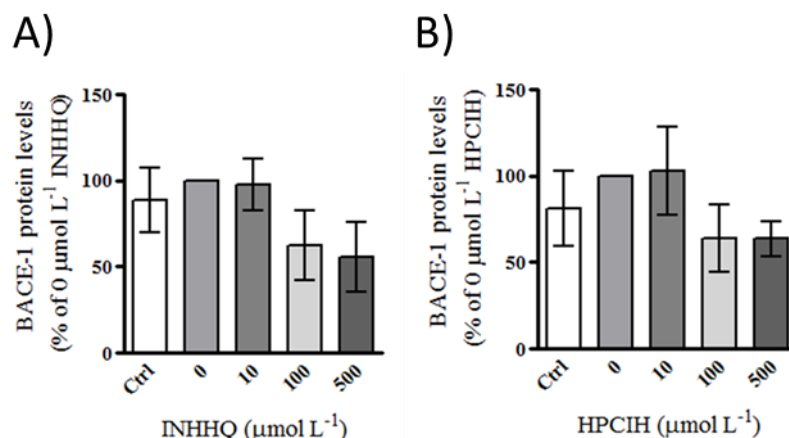 A)
BACE-1 protein levels
(% of 0 μmol L⁻¹ INHHQ)
150
100
50
0
Ctrl
0
10
100
500
INHHQ (μmol L⁻¹)
B)
BACE-1 protein levels
(% of 0 μmol L⁻¹ HPCIH)
150
100
50
0
Ctrl
0
10
100
500
HPCIH (μmol L⁻¹)